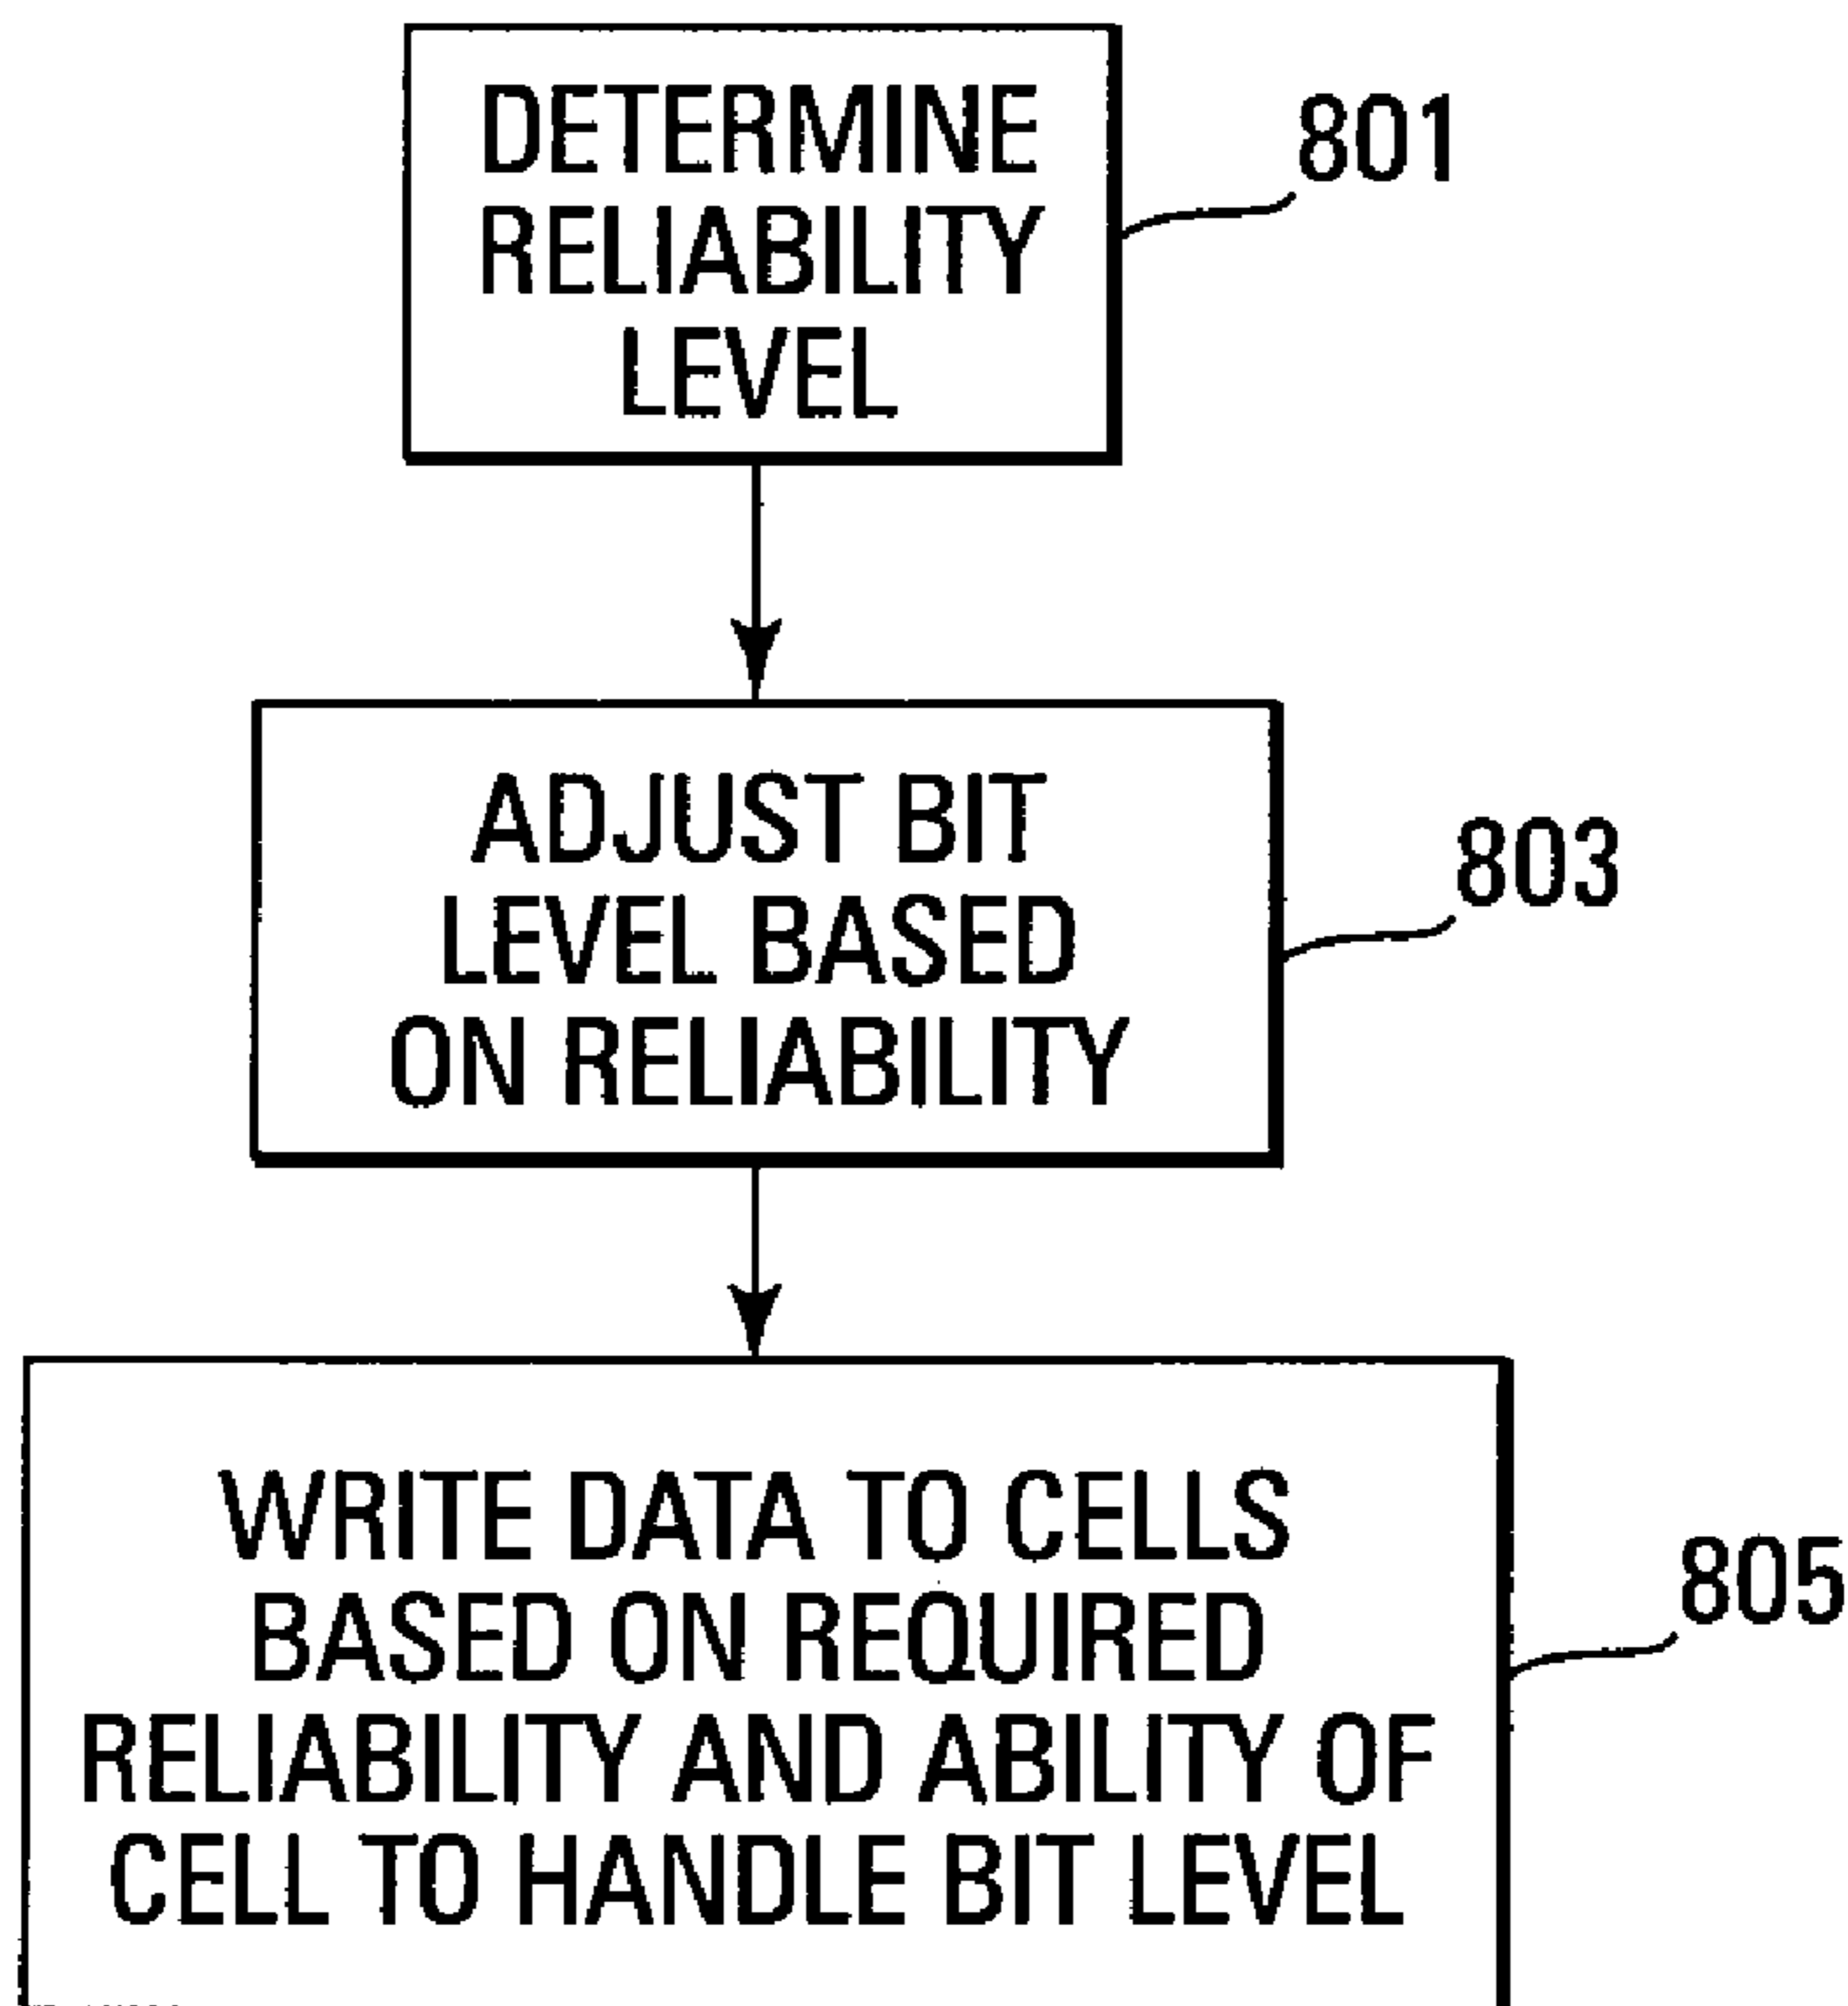 DETERMINE
RELIABILITY
LEVEL
801
ADJUST BIT
LEVEL BASED
ON RELIABILITY
803
WRITE DATA TO CELLS
BASED ON REQUIRED
RELIABILITY AND ABILITY OF
CELL TO HANDLE BIT LEVEL
805